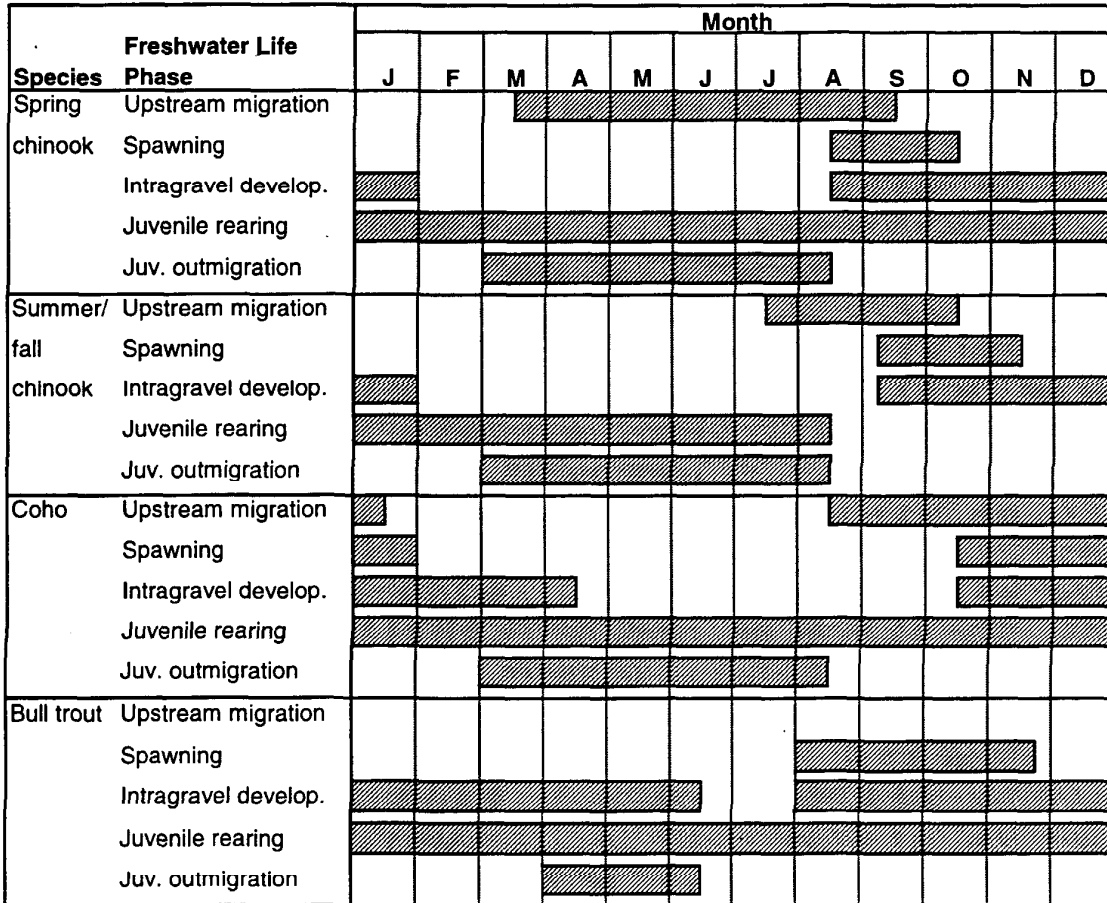 Month
Freshwater Life
Species Phase J F M A M J J A S O N D
Spring Upstream migration
chinook Spawning
Intragravel develop.
Juvenile rearing
Juv. outmigration
Summer/ Upstream migration
fall Spawning
chinook Intragravel develop.
Juvenile rearing
Juv. outmigration
Coho Upstream migration
Spawning
Intragravel develop.
Juvenile rearing
Juv. outmigration
Bull trout Upstream migration
Spawning
Intragravel develop.
Juvenile rearing
Juv. outmigration